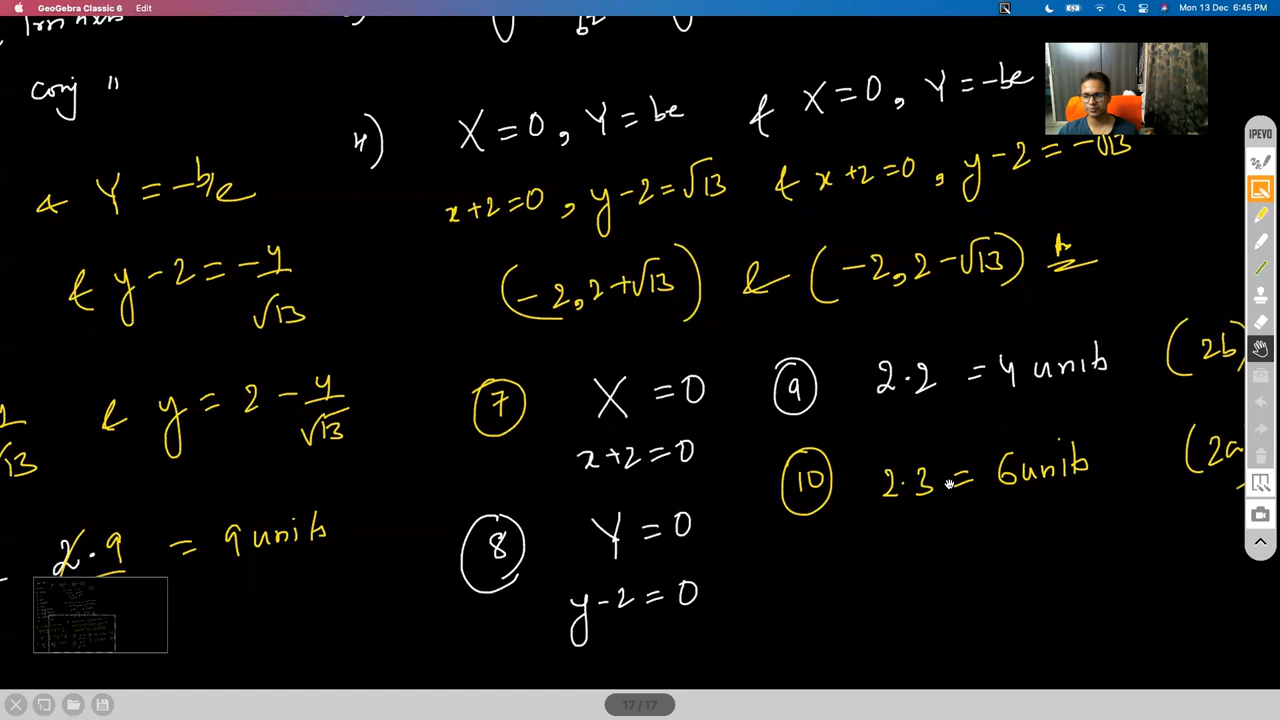 GeoGebra Classic 6 Edit Mon 13 Dec 6:45 PM
b²
Conj "
4) X = 0, Y = be & X = 0, Y = -be
& Y = -b/e
x+2=0, y-2=√13 & x+2=0, y-2=-√13
& y-2 = -4/√13
(-2, 2+√13) & (-2, 2-√13)
& y = 2 - 4/√13
7 X = 0
x+2=0
9 2·2 = 4 units (2b)
10 2·3 = 6 units (2a
2·9 = 9 units
8 Y = 0
y-2=0
IPEVO
17 / 17